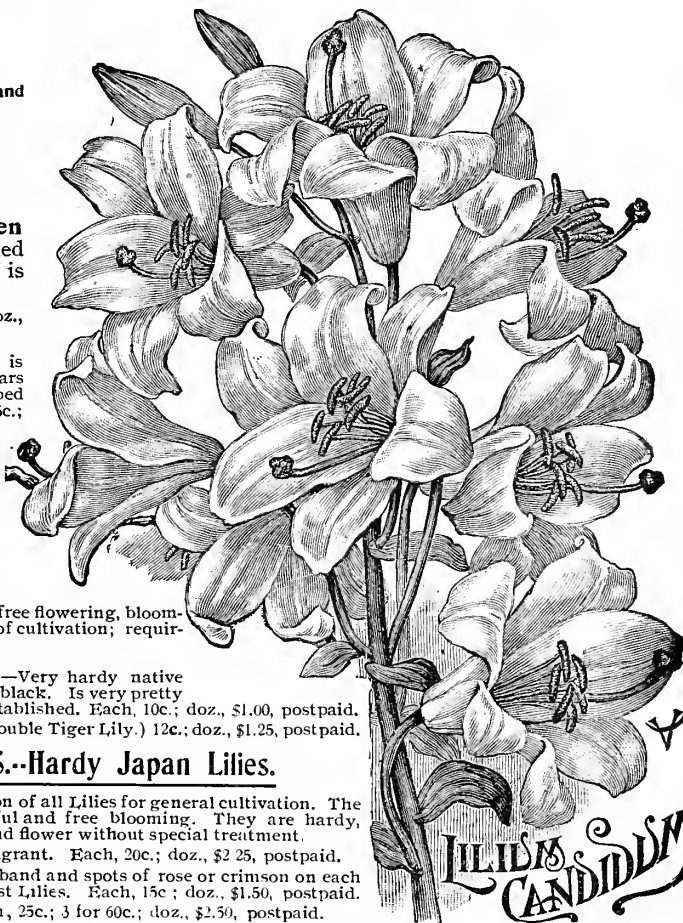 and
en
ed
is
oz.,
is
ars
ped
5c.;
free flowering, bloom-
of cultivation; requir-
—Very hardy native
black. Is very pretty
tablished. Each, 10c.; doz., $1.00, postpaid.
ouble Tiger Lily.) 12c.; doz., $1.25, postpaid.
S.--Hardy Japan Lilies.
on of all Lilies for general cultivation. The
ful and free blooming. They are hardy,
nd flower without special treatment.
grant. Each, 20c.; doz., $2 25, postpaid.
band and spots of rose or crimson on each
st Lilies. Each, 15c ; doz., $1.50, postpaid.
h, 25c.; 3 for 60c.; doz., $2.50, postpaid.
LILIUM
CANDIDUM